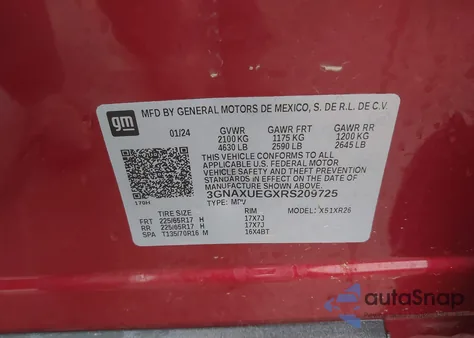 gm
MFD BY GENERAL MOTORS DE MEXICO, S. DE R.L. DE C.V.
01/24 GVWR GAWR FRT GAWR RR
2100 KG 1175 KG 1200 KG
4630 LB 2590 LB 2645 LB
THIS VEHICLE CONFORMS TO ALL
APPLICABLE U.S. FEDERAL MOTOR
VEHICLE SAFETY AND THEFT PREVENTION
STANDARDS IN EFFECT ON THE DATE OF
MANUFACTURE SHOWN ABOVE.
3GNAXUEGXRS209725
179H TYPE: MPV MODEL: X51XR26
TIRE SIZE RIM
FRT 225/65R17 H 17X7J
RR 225/65R17 H 17X7J
SPA T135/70R16 M 16X4BT
autoSnap